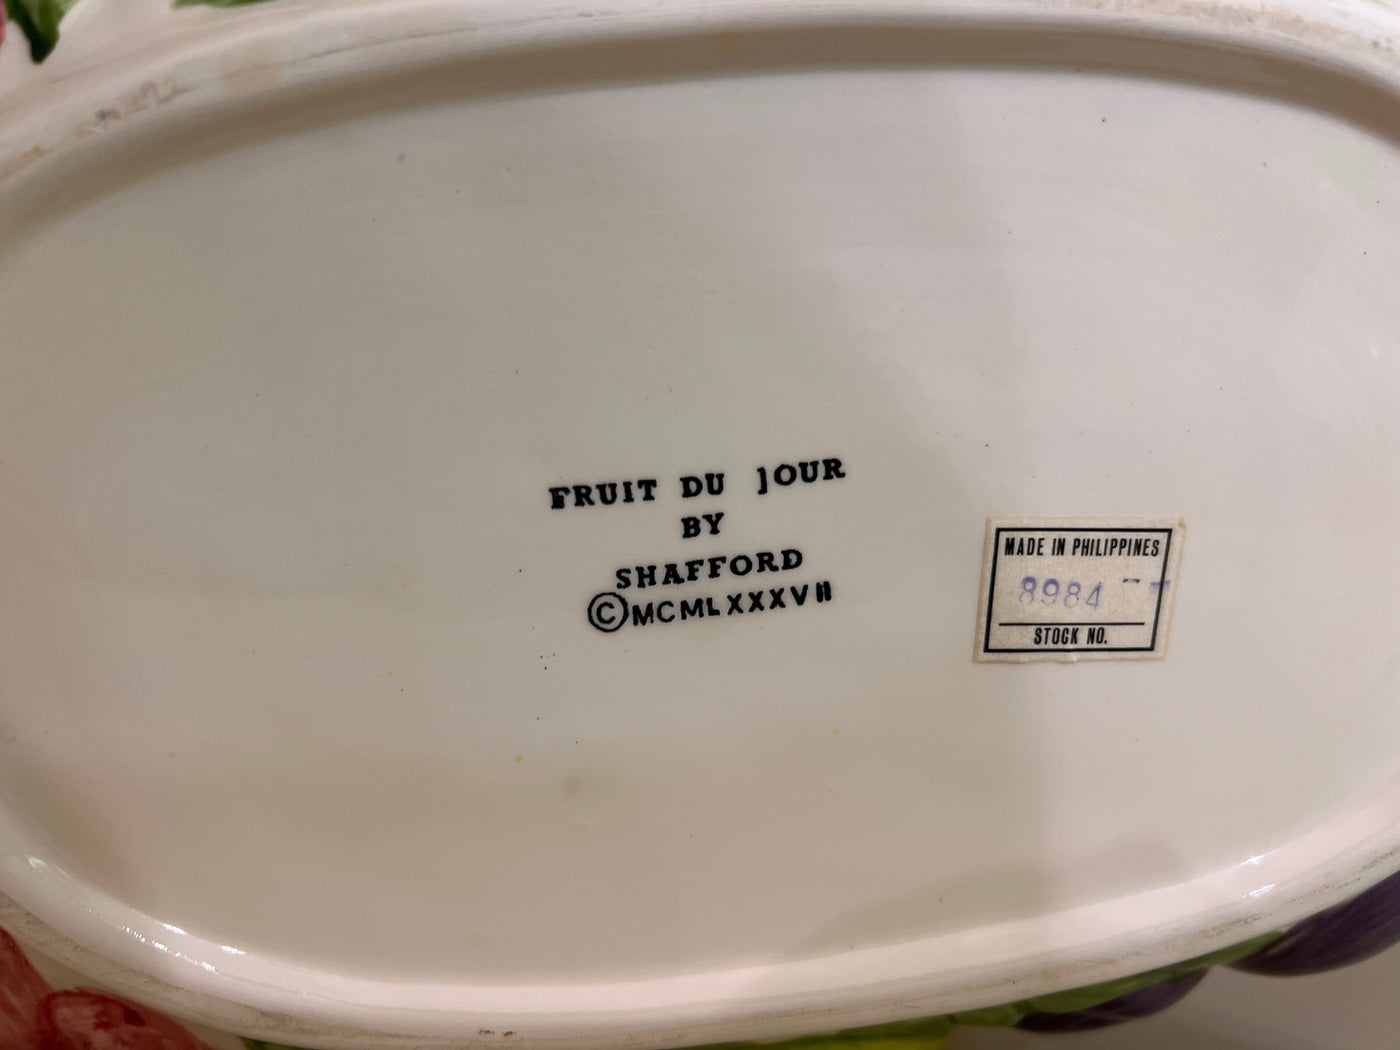 FRUIT DU JOUR
BY
SHAFFORD
©MCMLXXXVII
MADE IN PHILIPPINES
8984
STOCK NO.